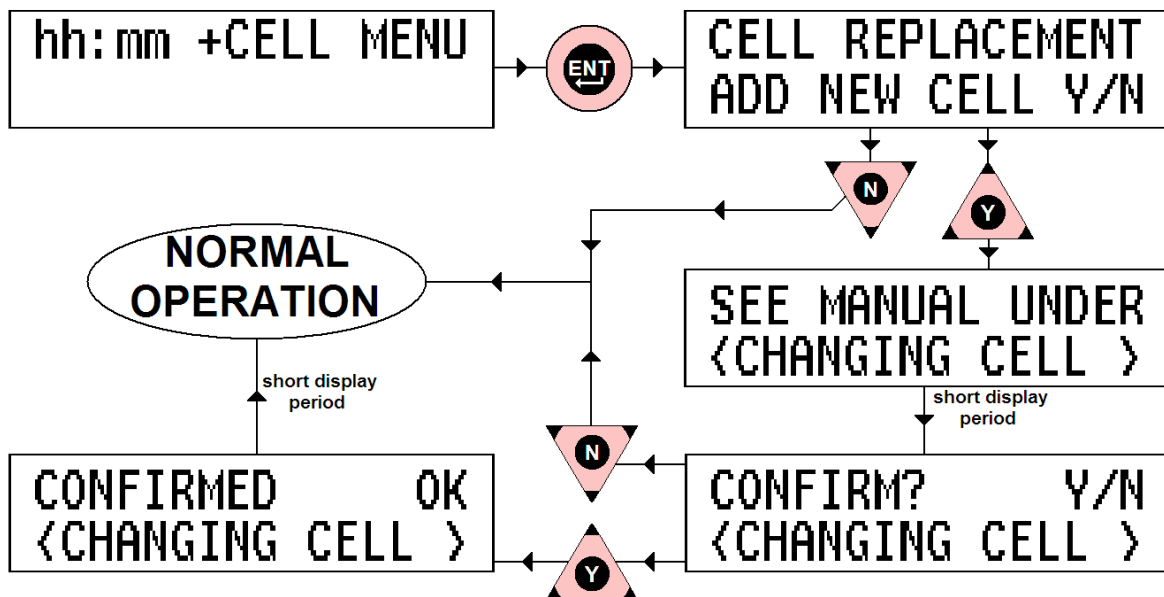 hh:mm +CELL MENU
ENT
CELL REPLACEMENT
ADD NEW CELL Y/N
N
Y
NORMAL
OPERATION
SEE MANUAL UNDER
<CHANGING CELL >
short display
period
short display
period
N
CONFIRMED OK
<CHANGING CELL >
CONFIRM? Y/N
<CHANGING CELL >
Y